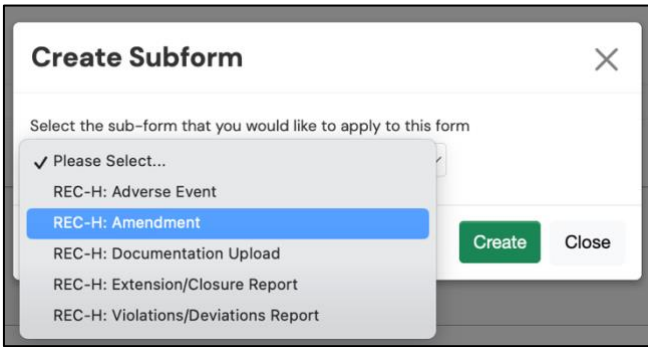 Create Subform
Select the sub-form that you would like to apply to this form
Please Select...
REC-H: Adverse Event
REC-H: Amendment
REC-H: Documentation Upload
REC-H: Extension/Closure Report
REC-H: Violations/Deviations Report
Create Close